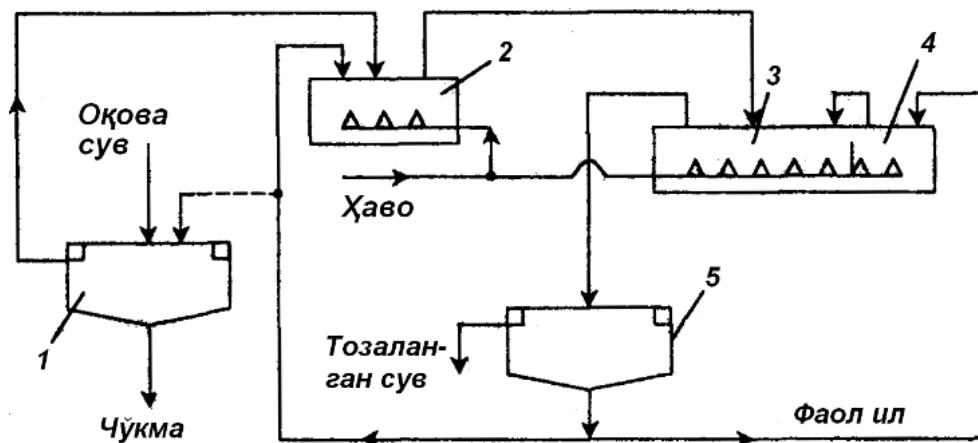 2
4
3
Оқова
сув
Ҳаво
5
1
Тозалан-
ган сув
Чўкма
Фаол ил